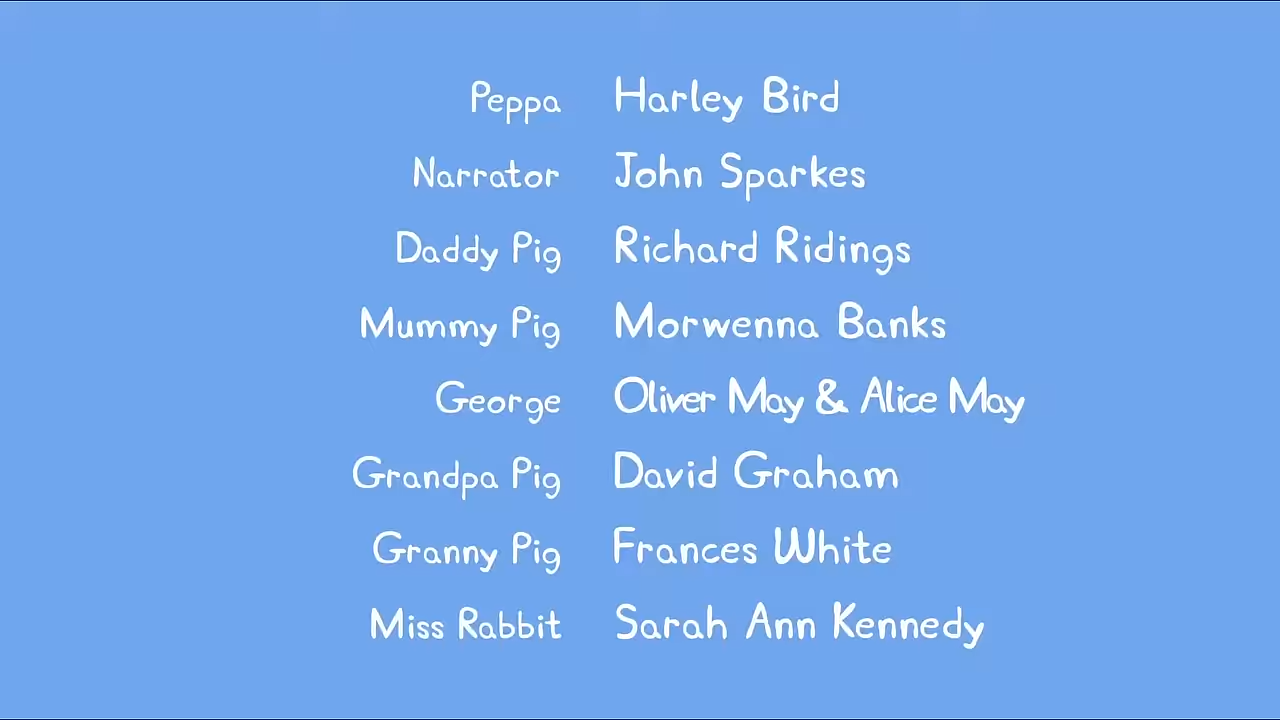 Peppa Harley Bird
Narrator John Sparkes
Daddy Pig Richard Ridings
Mummy Pig Morwenna Banks
George Oliver May & Alice May
Grandpa Pig David Graham
Granny Pig Frances White
Miss Rabbit Sarah Ann Kennedy